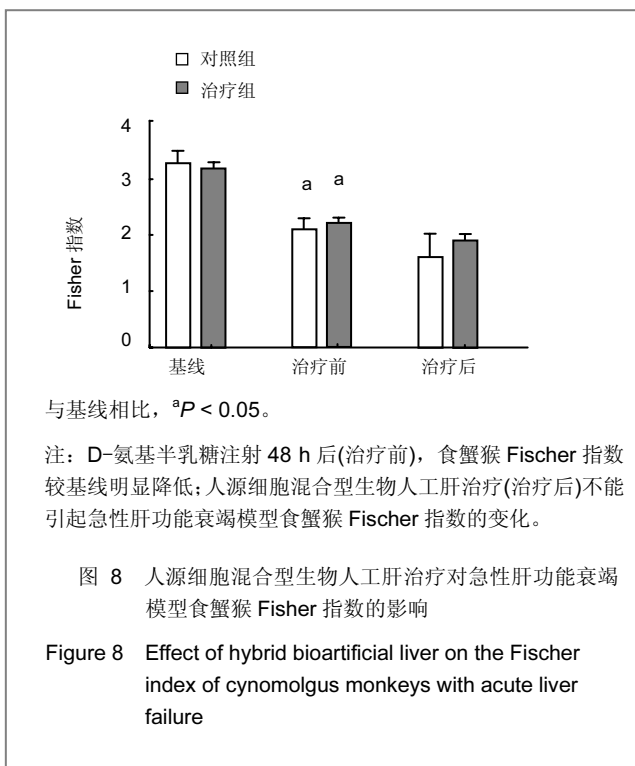 对照组
治疗组
4
3
2
1
0
Fisher 指数
a a
基线 治疗前 治疗后
与基线相比，ᵃP < 0.05。
注：D-氨基半乳糖注射 48 h 后(治疗前)，食蟹猴 Fischer 指数
较基线明显降低；人源细胞混合型生物人工肝治疗(治疗后)不能
引起急性肝功能衰竭模型食蟹猴 Fischer 指数的变化。
图 8 人源细胞混合型生物人工肝治疗对急性肝功能衰竭
模型食蟹猴 Fisher 指数的影响
Figure 8 Effect of hybrid bioartificial liver on the Fischer
index of cynomolgus monkeys with acute liver
failure